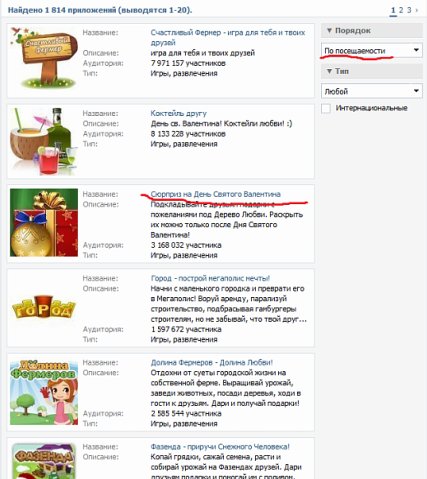 Найдено 1 814 приложений (выводятся 1-20).
1 2 3 ›
Счастливый Фермер
Название: Счастливый Фермер - игра для тебя и твоих
друзей
Описание: игра для тебя и твоих друзей
Аудитория: 7 971 157 участников
Тип: Игры, развлечения
Название: Коктейль другу
Описание: День св. Валентина! Коктейли любви! :)
Аудитория: 8 133 228 участников
Тип: Игры, развлечения
Название: Сюрприз на День Святого Валентина
Описание: Подкладывайте друзьям подарки с
пожеланиями под Дерево Любви. Раскрыть
их можно только после Дня Святого
Валентина!
Аудитория: 3 168 032 участника
Тип: Игры, развлечения
ГОРОД
Название: Город - построй мегаполис мечты!
Описание: Начни с маленького городка и преврати его
в Мегаполис! Воруй аренду, парализуй
строительство, подбрасывая гамбургеры
строителям, но не забывай, что твой друг...
Аудитория: 1 597 672 участника
Тип: Игры, развлечения
Долина
Фермеров
Название: Долина Фермеров - Долина Любви!
Описание: Отдохни от суеты городской жизни на
собственной ферме. Выращивай урожай,
заведи животных, посади деревья, ходи в
гости к друзьям. Дари и получай подарки!
Аудитория: 2 585 544 участника
Тип: Игры, развлечения
ФАЗЕНДА
Название: Фазенда - приручи Снежного Человека!
Описание: Копай грядки, сажай семена, расти и
собирай урожай на Фазендах друзей. Дари
друзьям подарки и помогай им с поливом,
▼ Порядок
По посещаемости
▼ Тип
Любой
Интернациональные